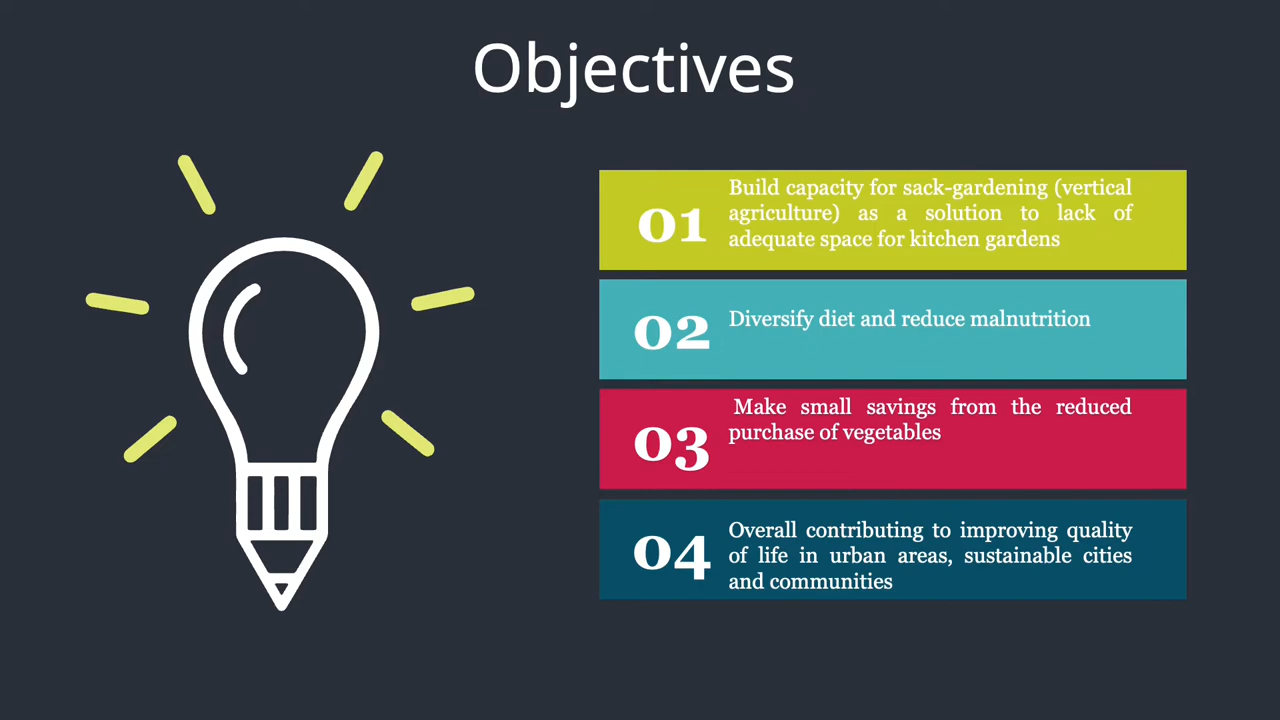 Objectives
01
Build capacity for sack-gardening (vertical
agriculture) as a solution to lack of
adequate space for kitchen gardens
02
Diversify diet and reduce malnutrition
03
Make small savings from the reduced
purchase of vegetables
04
Overall contributing to improving quality
of life in urban areas, sustainable cities
and communities